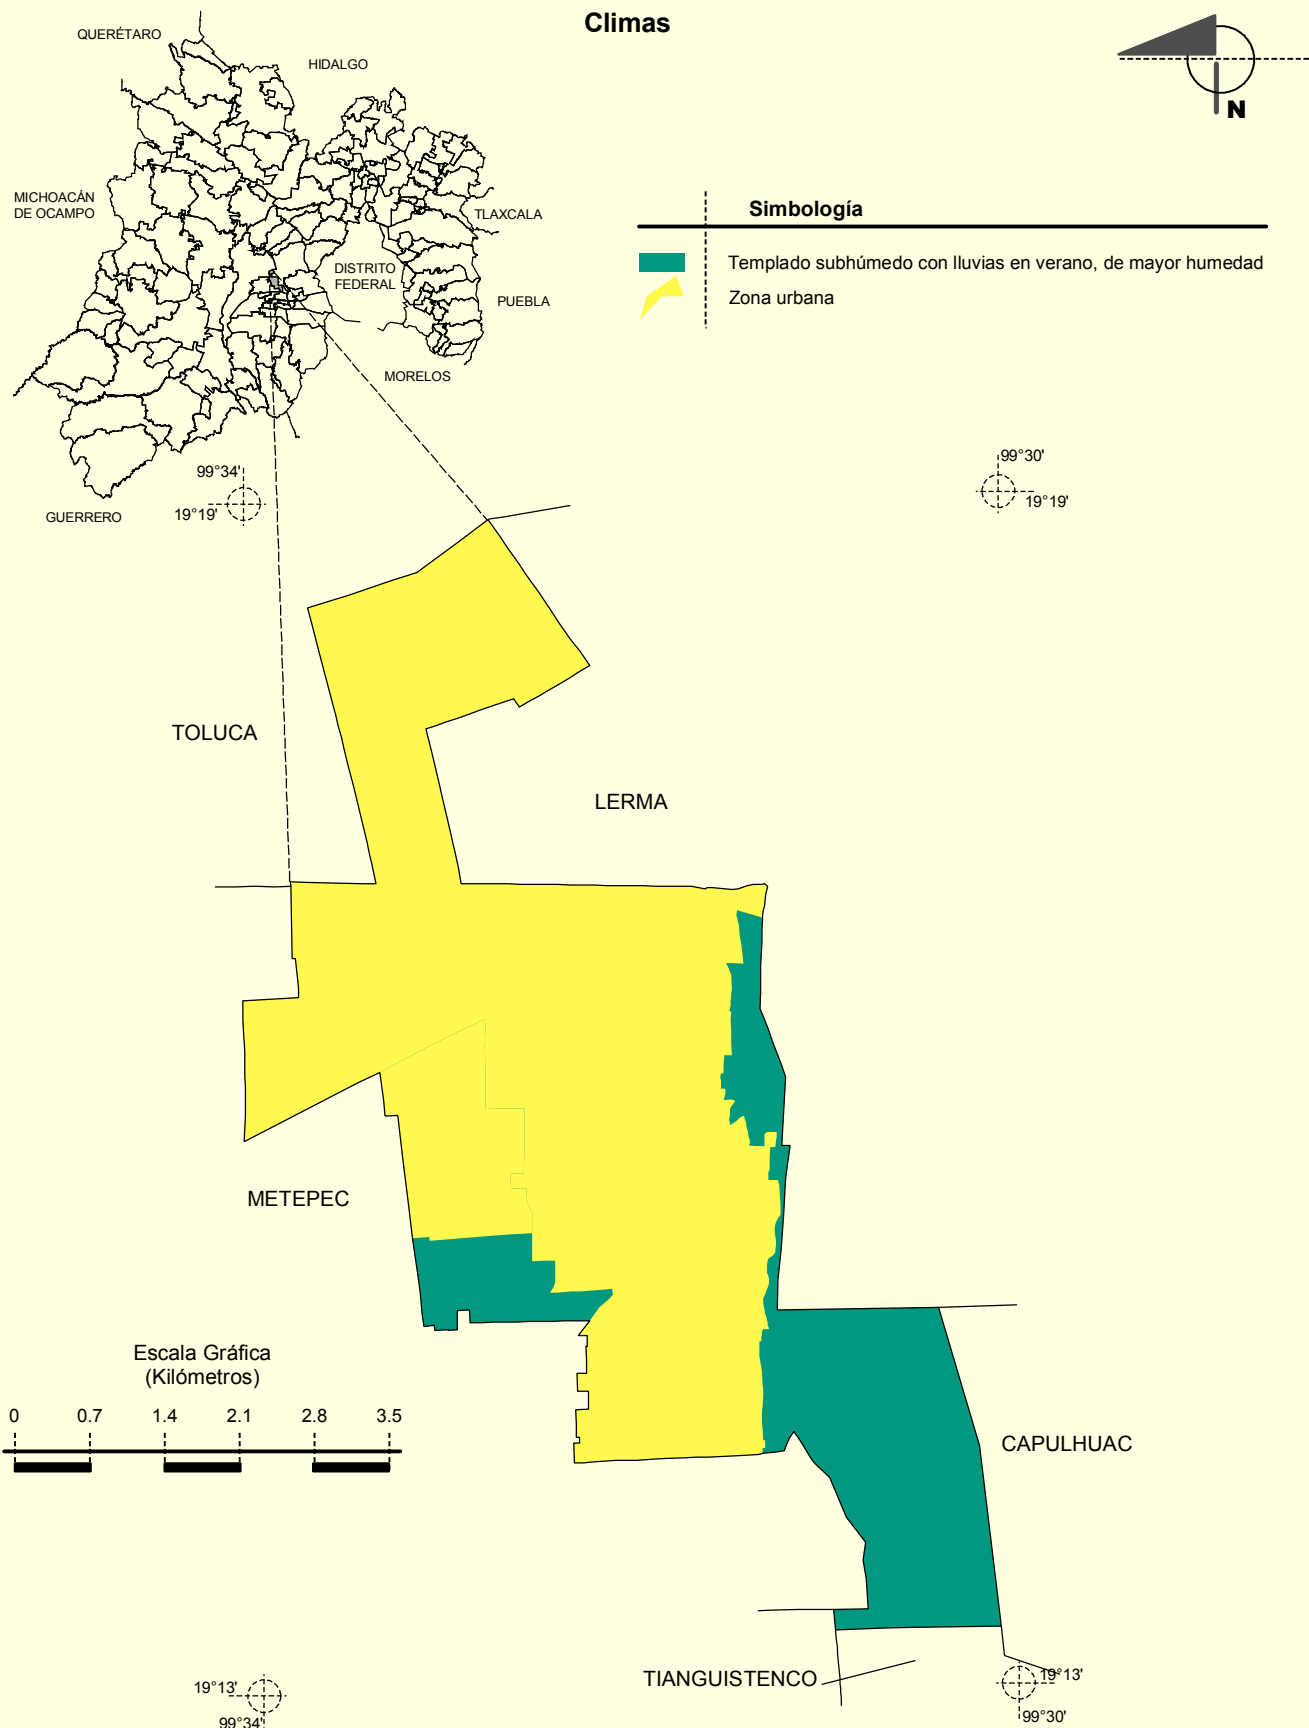 Climas
QUERÉTARO
HIDALGO
N
MICHOACÁN
DE OCAMPO
TLAXCALA
DISTRITO
FEDERAL
PUEBLA
MORELOS
GUERRERO
Simbología
Templado subhúmedo con lluvias en verano, de mayor humedad
Zona urbana
99°34'
19°19'
99°30'
19°19'
TOLUCA
LERMA
METEPEC
Escala Gráfica
(Kilómetros)
0 0.7 1.4 2.1 2.8 3.5
CAPULHUAC
TIANGUISTENCO
19°13'
99°34'
19°13'
99°30'